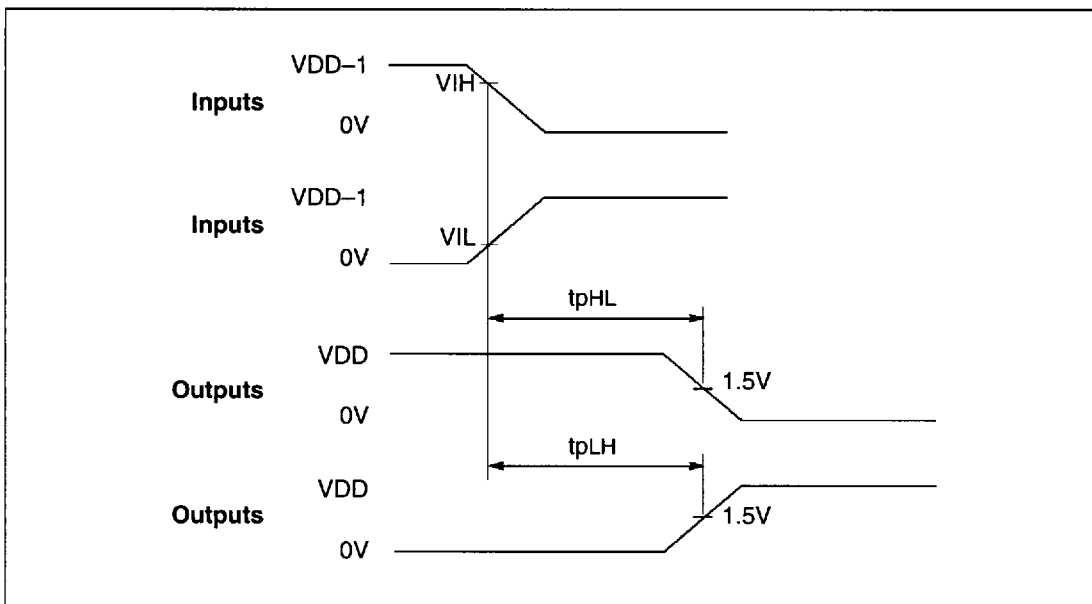 VDD–1
VIH
Inputs
0V
VDD–1
Inputs
VIL
0V
tpHL
VDD
1.5V
Outputs
0V
tpLH
VDD
1.5V
Outputs
0V